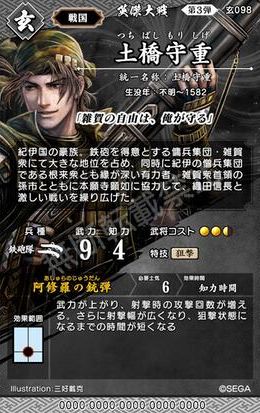 玄
戦国
英傑大戦
第3弾
玄098
つちばしもりしげ
土橋守重
統一名称：土橋守重
生没年：不明～1582
「雑賀の自由は、俺が守る」
紀伊国の豪族。鉄砲を得意とする傭兵集団・雑賀
衆にて大きな地位を占め、同時に紀伊の僧兵集団で
ある根来衆とも縁が深い有力者。雑賀衆首領の
孫市とともに本願寺顕如に協力して、織田信長と
激しい戦いを繰り広げた。
兵種 武力 知力 武将コスト
鉄砲隊 9 4 特技 狙撃
あしゅらのじゅうだん
阿修羅の銃弾
必要士気 6
効果時間 知力時間
効果範囲
武力が上がり、射撃時の攻撃回数が増
える。さらに射撃幅が広くなり、狙撃状態に
なるまでの時間が短くなる
Illustration:三好載克
©SEGA
0000-0000-0000-0000-0000